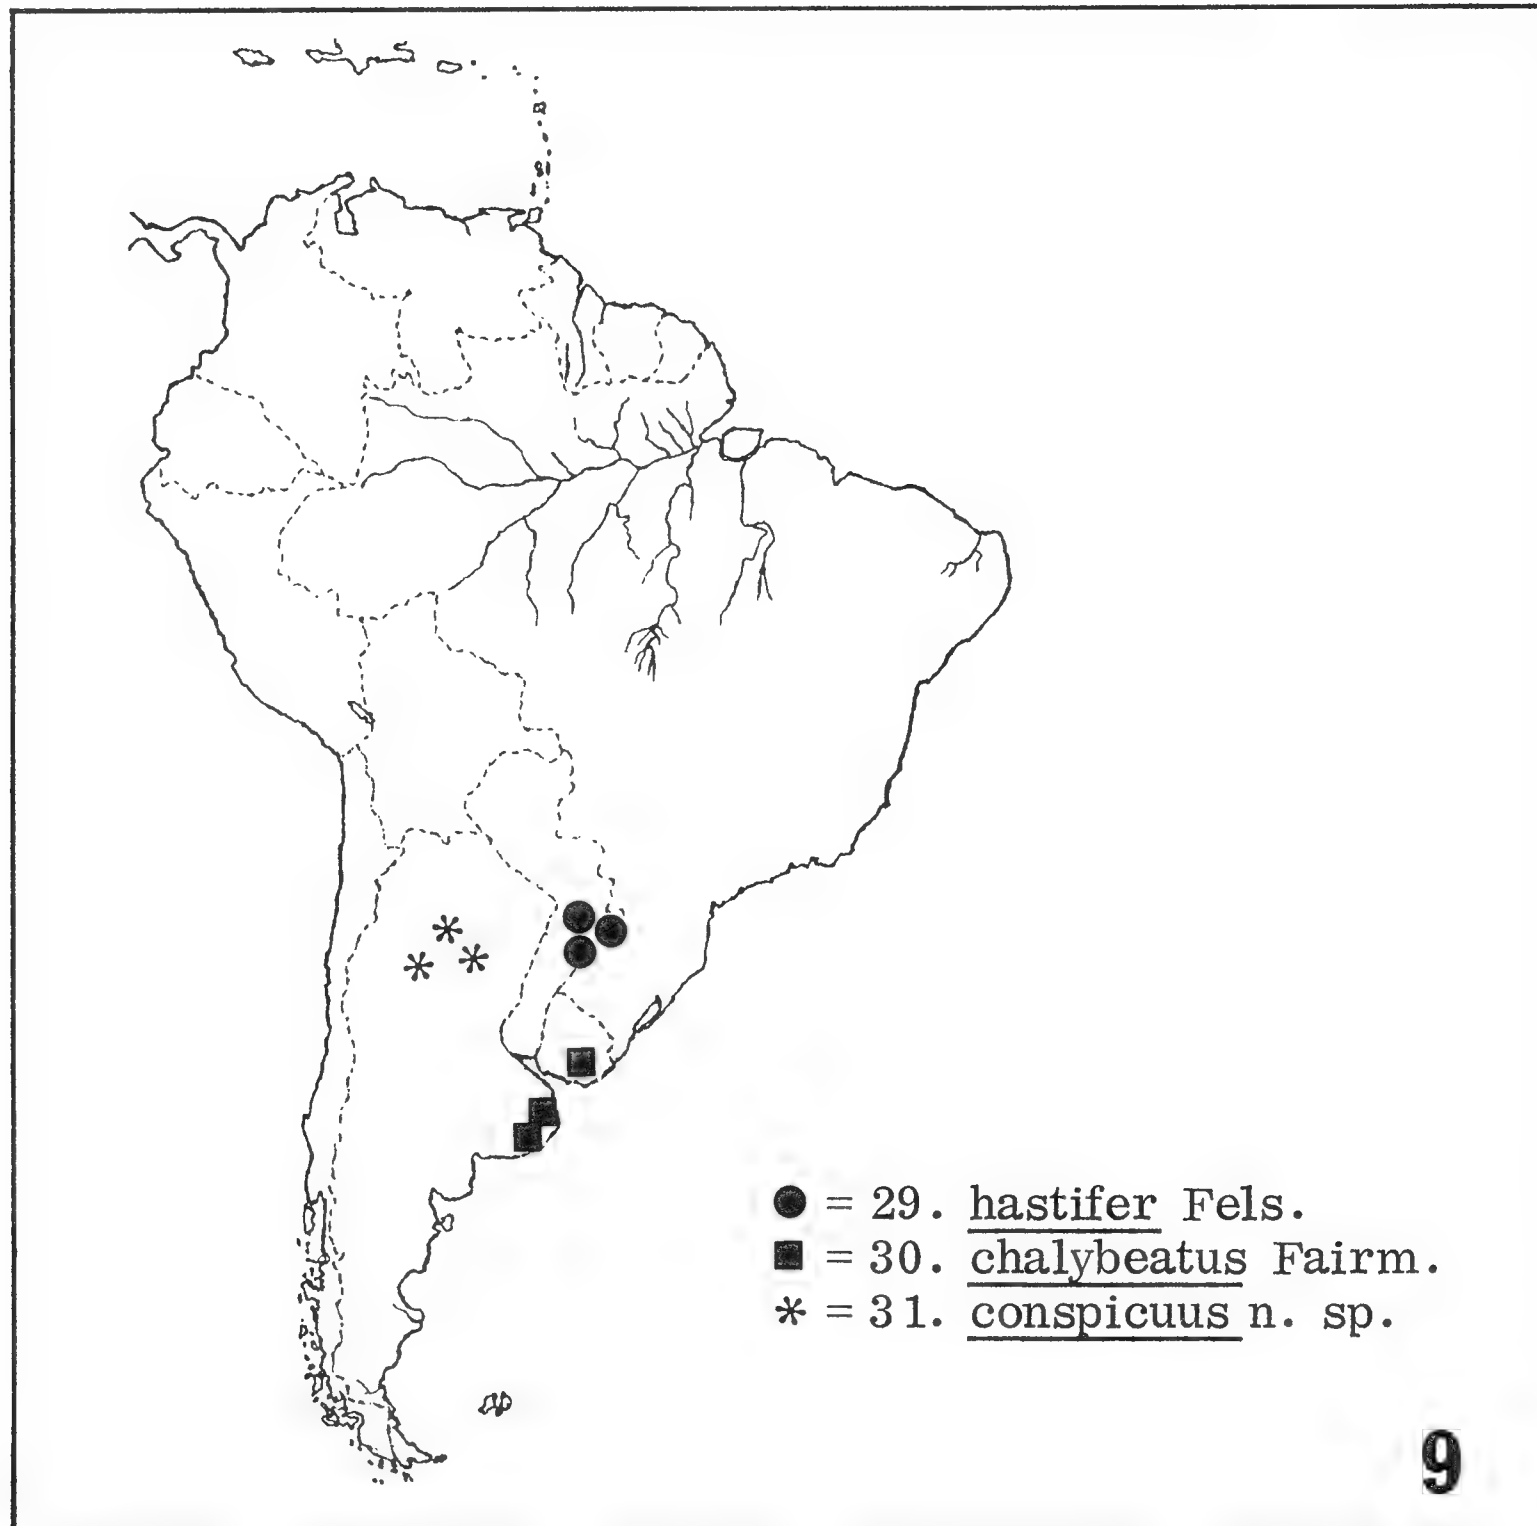 ● = 29. hastifer Fels.
■ = 30. chalybeatus Fairm.
* = 31. conspicuus n. sp.
9